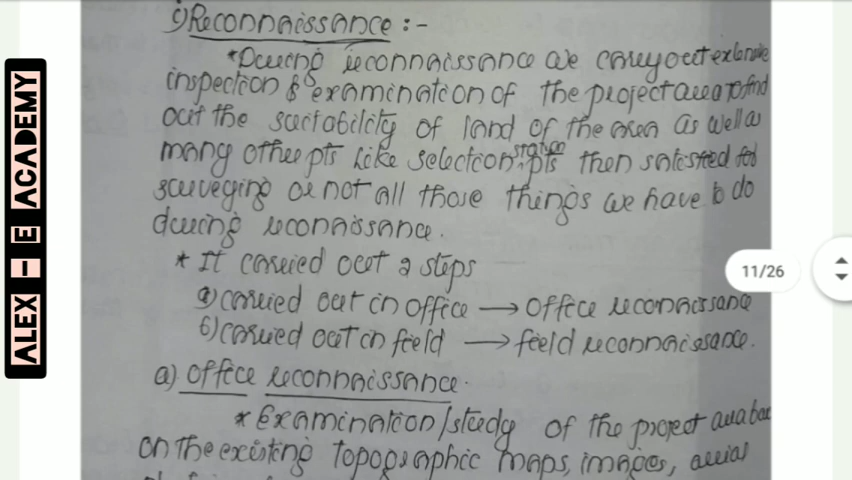 ALEX - E ACADEMY
i) Reconnaissance :-
* During reconnaissance we carry out extensive
inspection & examination of the project area to find
out the suitability of land of the area as well as
many other pts like selection station pts then satisfied for
surveying or not all those things we have to do
during reconnaissance.
* It carried out 2 steps
a) carried out in office → office reconnaissance
b) carried out in field → field reconnaissance.
11/26
a) office reconnaissance.
* Examination/study of the project area
on the existing topographic maps, images, aerial